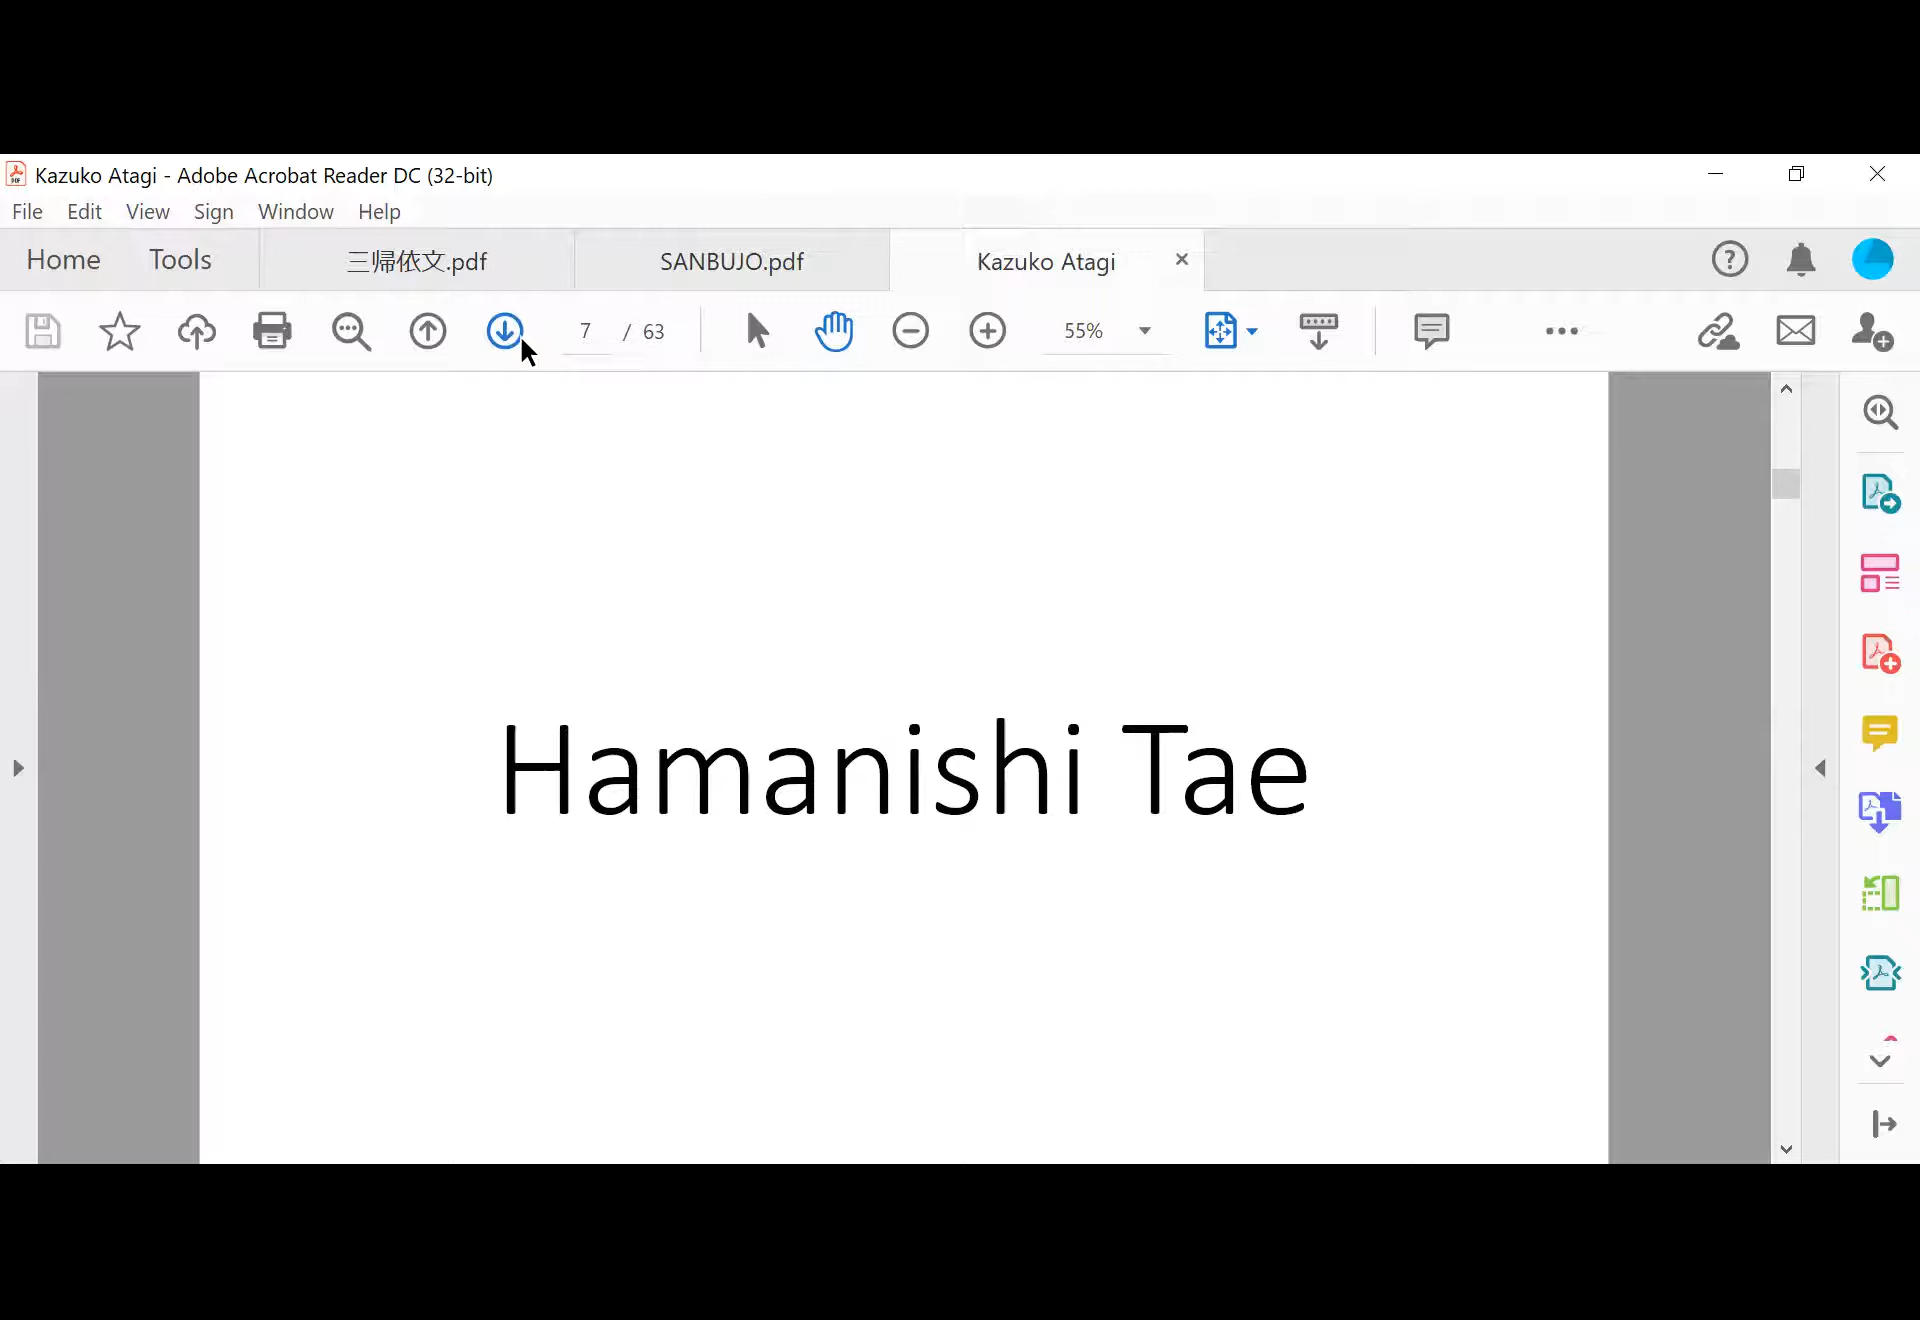 Kazuko Atagi - Adobe Acrobat Reader DC (32-bit)
File Edit View Sign Window Help
Home Tools 三帰依文.pdf SANBUJO.pdf Kazuko Atagi
7 / 63 55%
Hamanishi Tae